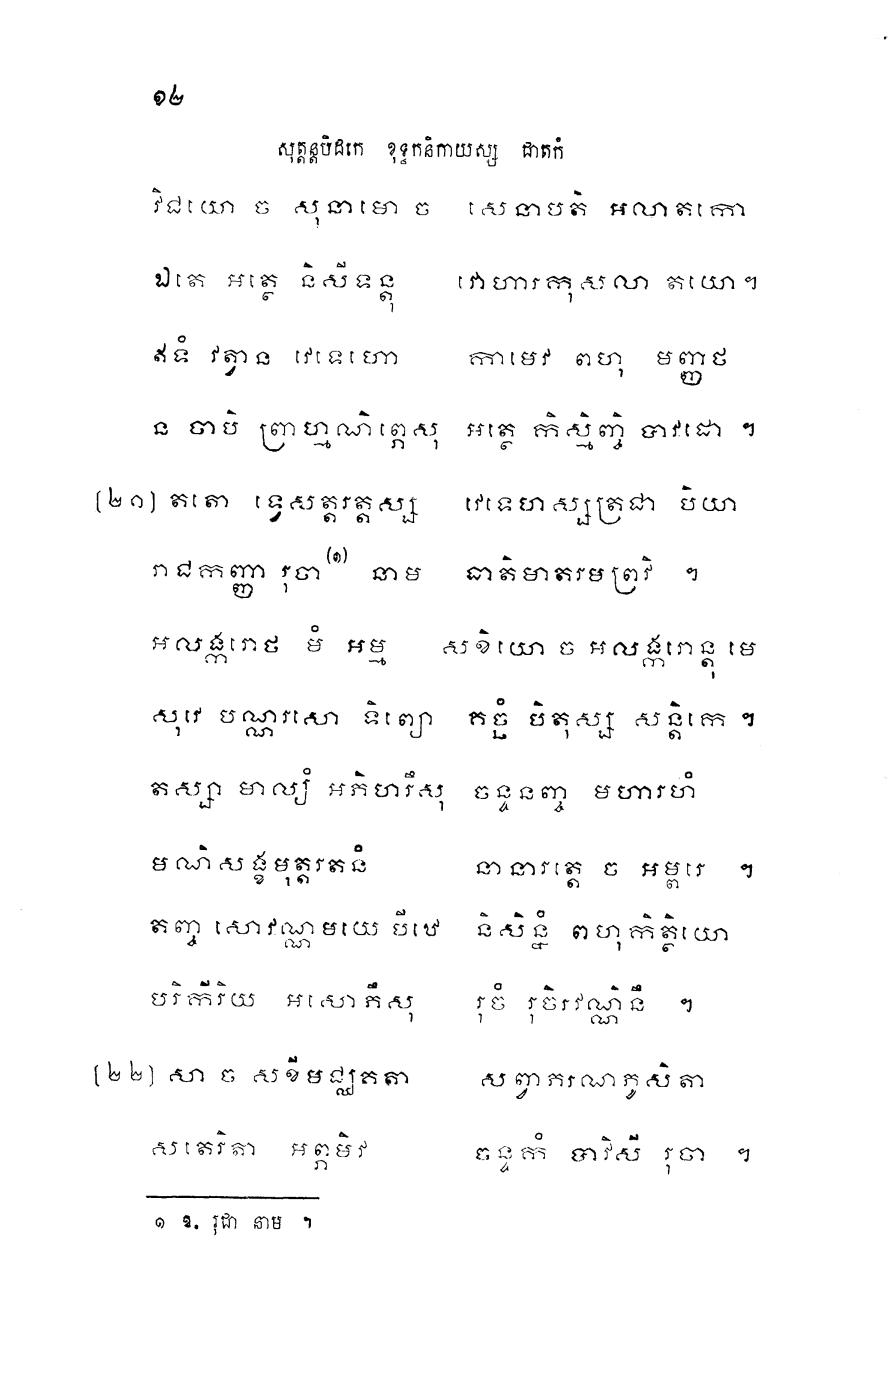 ១២
សុត្តន្តបិដកេ ខុទ្ទកនិកាយស្ស ជាតកំ
វិជយោ ច សុនាមោ ច សេនាបតិ អលាតកោ
ឯតេ អត្ថេ និសីទន្តុ វោហារកុសលា តយោ។
ឥទំ វត្វាន វេទេហោ កាមេវ ពហុ មញ្ញថ
ន ចាបិ ព្រាហ្មណិព្ភេសុ អត្ថេ កិស្មិញ្ចិ ចាវដោ ។
(២១) តតោ ទ្វេសត្តរត្តស្ស វេទេហស្សត្រជា បិយា
រាជកញ្ញា រុចា (១) នាម ធាតិមាតរមព្រវិ ។
អលង្ករោថ មំ អម្ម សខិយោ ច អលង្ករោន្តុ មេ
សុវេ បណ្ណរសោ ទិព្យោ គច្ឆំ បិតុស្ស សន្តិកេ ។
តស្សា មាល្យំ អភិហរឹសុ ចន្ទនញ្ច មហារហំ
មណិសង្ខមុត្តរតនំ នានារត្តេ ច អម្ពរេ ។
តញ្ច សោវណ្ណមយេ បីឋេ និសិន្នំ ពហុកិត្ថិយោ
បរិកីរិយ អសោភឹសុ រុចំ រុចិរវណ្ណិនឹ ។
(២២) សា ច សខីមជ្ឈគតា សព្វាភរណភូសិតា
សតេរិតា អព្ភមិវ ចន្ទកំ បាវិសី រុចា ។
១ ឧ. រុជា នាម ។